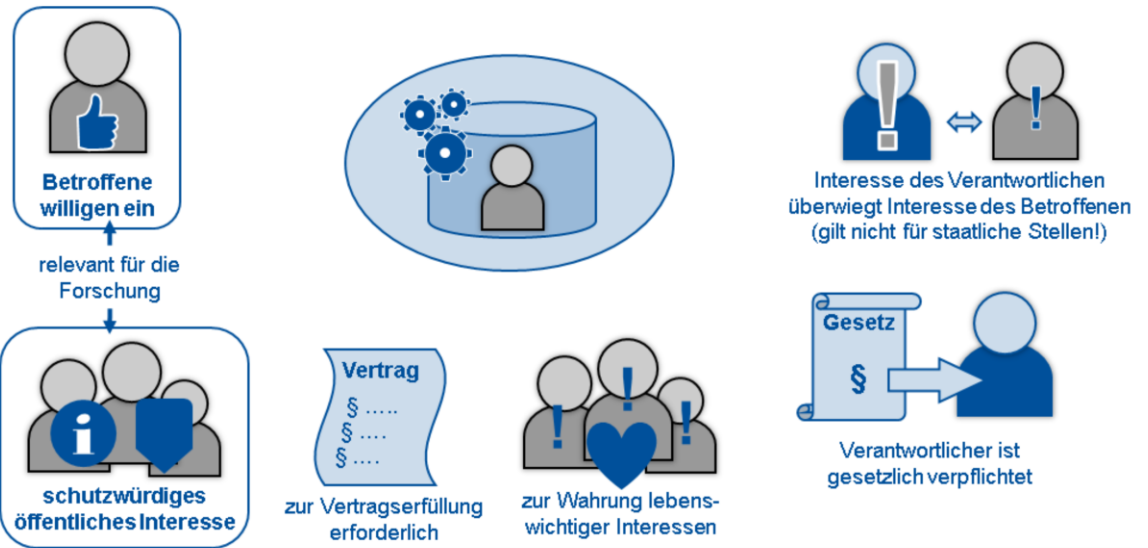 Betroffene
willigen ein
relevant für die
Forschung
schutzwürdiges
öffentliches Interesse
Vertrag
§ .....
§ ....
§ ....
zur Vertragserfüllung
erforderlich
!
!
!
zur Wahrung lebens-
wichtiger Interessen
!
!
Interesse des Verantwortlichen
überwiegt Interesse des Betroffenen
(gilt nicht für staatliche Stellen!)
Gesetz
§
Verantwortlicher ist
gesetzlich verpflichtet
i